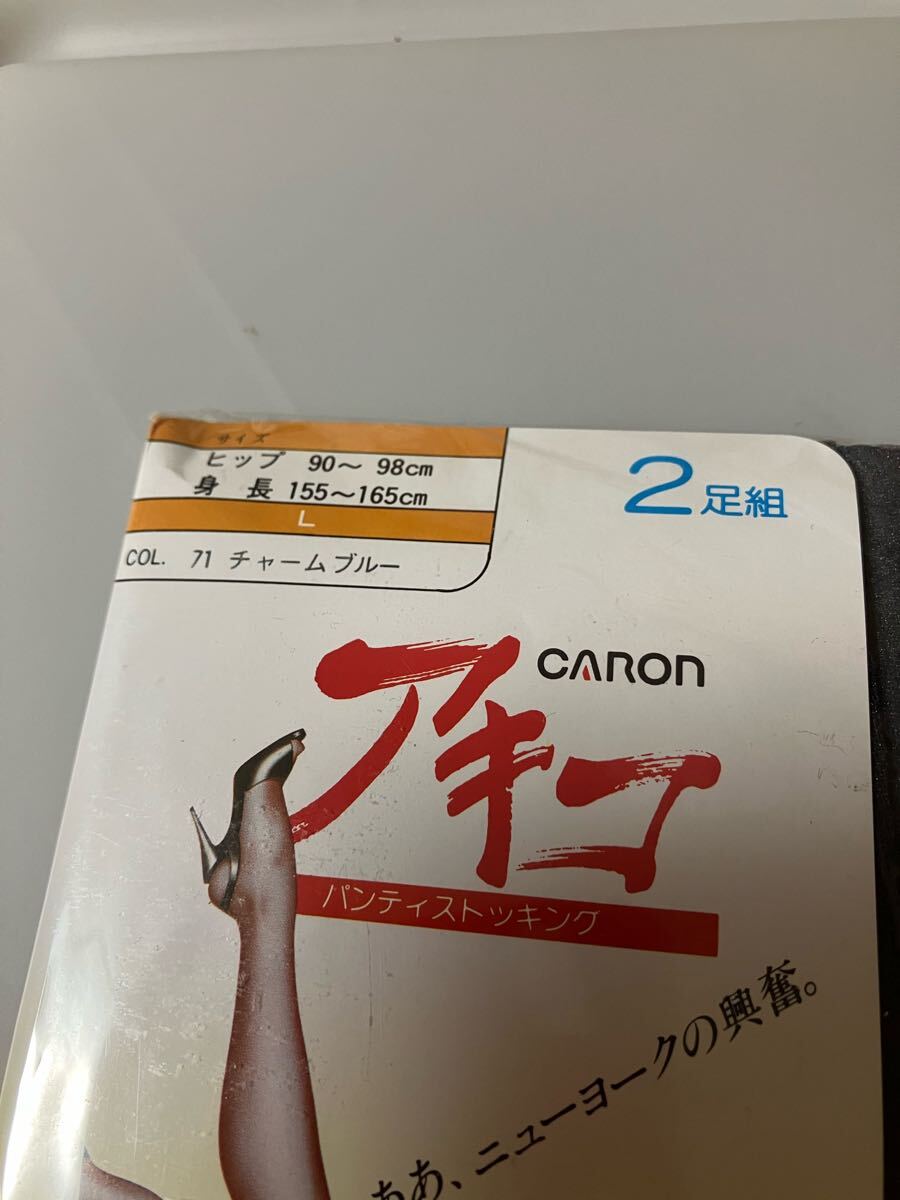 サイズ
ヒップ 90～ 98cm
身 長 155～165cm
L
COL. 71 チャームブルー
2足組
CARON
アキコ
パンティストッキング
ああ、ニューヨークの興奮。